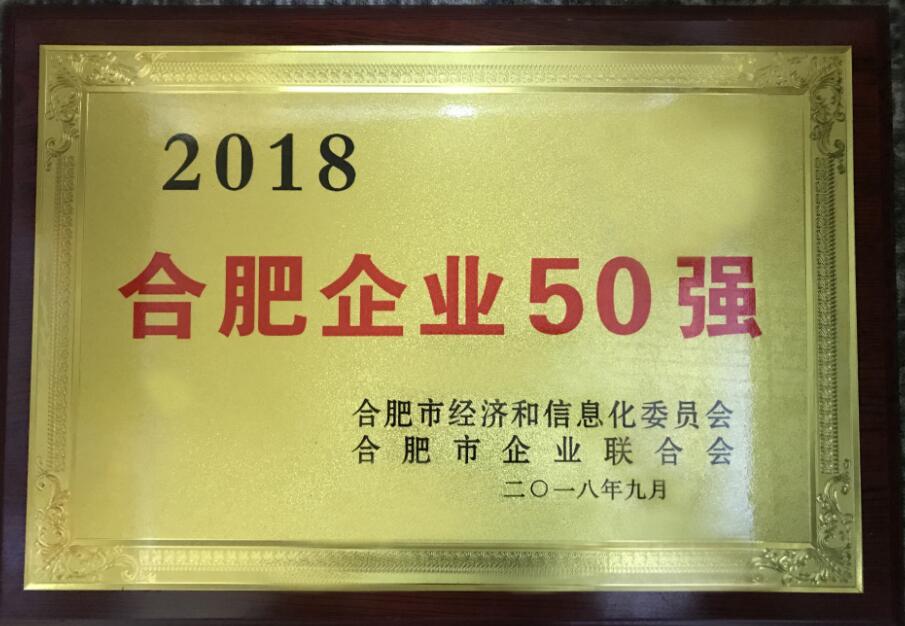 2018
合肥企业50强
合肥市经济和信息化委员会
合肥市企业联合会
二〇一八年九月